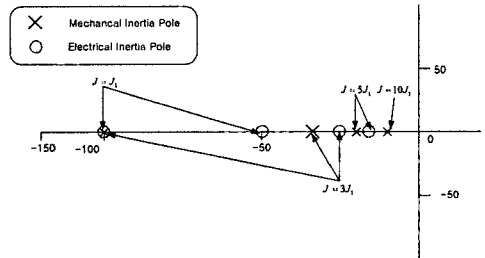 Mechancal Inertia Pole
Electrical Inertia Pole
50
J = J₁
J = 5J₁
J = 10J₁
-150
-100
-50
0
J = 3J₁
-50